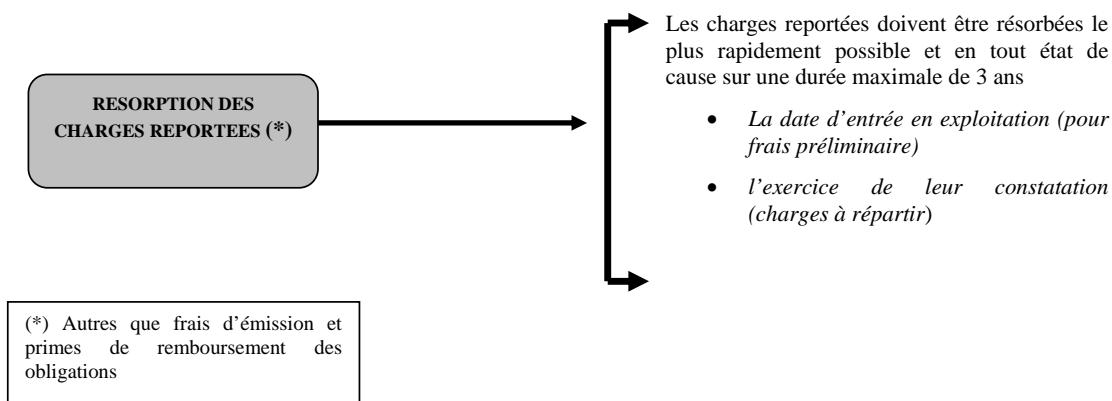 RESORPTION DES
CHARGES REPORTEES (*)
Les charges reportées doivent être résorbées le
plus rapidement possible et en tout état de
cause sur une durée maximale de 3 ans
• La date d’entrée en exploitation (pour
frais préliminaire)
• l’exercice de leur constatation
(charges à répartir)
(*) Autres que frais d’émission et
primes de remboursement des
obligations